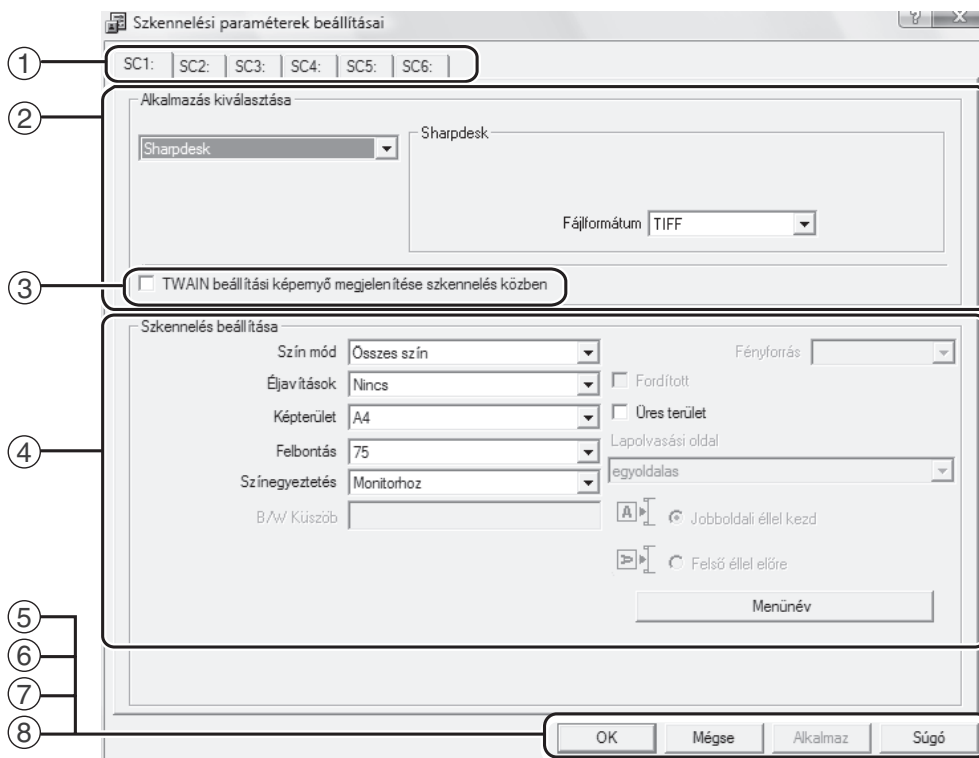 Szkennelési paraméterek beállításai
? X
1
SC1: SC2: SC3: SC4: SC5: SC6:
2
Alkalmazás kiválasztása
Sharpdesk
Sharpdesk
Fájlformátum TIFF
3
TWAIN beállítási képernyő megjelenítése szkennelés közben
4
Szkennelés beállítása
Szín mód Összes szín
Fényforrás
Éljavítások Nincs
Fordított
Képterület A4
Üres terület
Felbontás 75
Lapolvasási oldal
egyoldalas
Színegyeztetés Monitorhoz
B/W Küszöb
A Jobboldali éllel kezd
A Felső éllel előre
Menünév
5
6
7
8
OK Mégse Alkalmaz Súgó